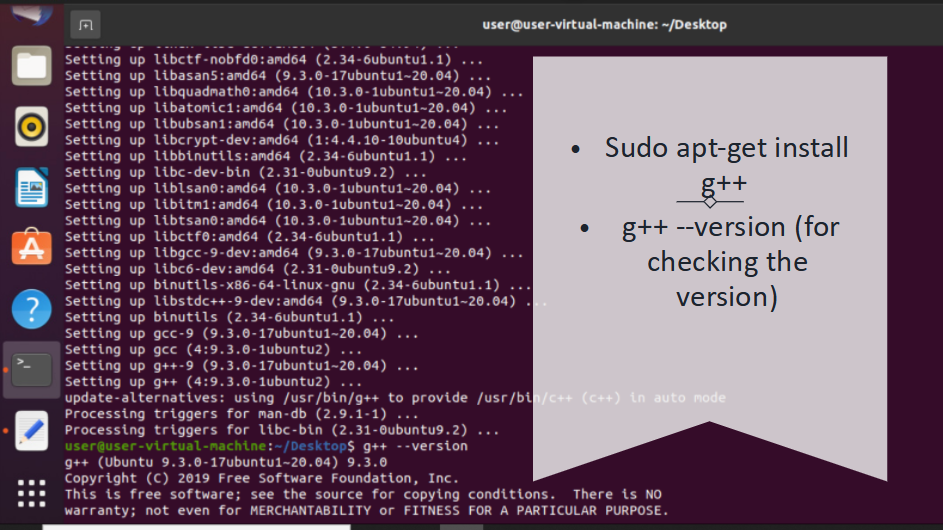 user@user-virtual-machine: ~/Desktop
Setting up libctf-nobfd0:amd64 (2.34-6ubuntu1.1) ...
Setting up libasan5:amd64 (9.3.0-17ubuntu1~20.04) ...
Setting up libquadmath0:amd64 (10.3.0-1ubuntu1~20.04) ...
Setting up libatomic1:amd64 (10.3.0-1ubuntu1~20.04) ...
Setting up libubsan1:amd64 (10.3.0-1ubuntu1~20.04) ...
Setting up libcrypt-dev:amd64 (1:4.4.10-10ubuntu4) ...
Setting up libbinutils:amd64 (2.34-6ubuntu1.1) ...
Setting up libc-dev-bin (2.31-0ubuntu9.2) ...
Setting up liblsan0:amd64 (10.3.0-1ubuntu1~20.04) ...
Setting up libitm1:amd64 (10.3.0-1ubuntu1~20.04) ...
Setting up libtsan0:amd64 (10.3.0-1ubuntu1~20.04) ...
Setting up libctf0:amd64 (2.34-6ubuntu1.1) ...
Setting up libgcc-9-dev:amd64 (9.3.0-17ubuntu1~20.04) ...
Setting up libc6-dev:amd64 (2.31-0ubuntu9.2) ...
Setting up binutils-x86-64-linux-gnu (2.34-6ubuntu1.1) ...
Setting up libstdc++-9-dev:amd64 (9.3.0-17ubuntu1~20.04) ...
Setting up binutils (2.34-6ubuntu1.1) ...
Setting up gcc-9 (9.3.0-17ubuntu1~20.04) ...
Setting up gcc (4:9.3.0-1ubuntu2) ...
Setting up g++-9 (9.3.0-17ubuntu1~20.04) ...
Setting up g++ (4:9.3.0-1ubuntu2) ...
update-alternatives: using /usr/bin/g++ to provide /usr/bin/c++ (c++) in auto mode
Processing triggers for man-db (2.9.1-1) ...
Processing triggers for libc-bin (2.31-0ubuntu9.2) ...
user@user-virtual-machine:~/Desktop$ g++ --version
g++ (Ubuntu 9.3.0-17ubuntu1~20.04) 9.3.0
Copyright (C) 2019 Free Software Foundation, Inc.
This is free software; see the source for copying conditions.  There is NO
warranty; not even for MERCHANTABILITY or FITNESS FOR A PARTICULAR PURPOSE.
• Sudo apt-get install
g++
• g++ --version (for
checking the
version)